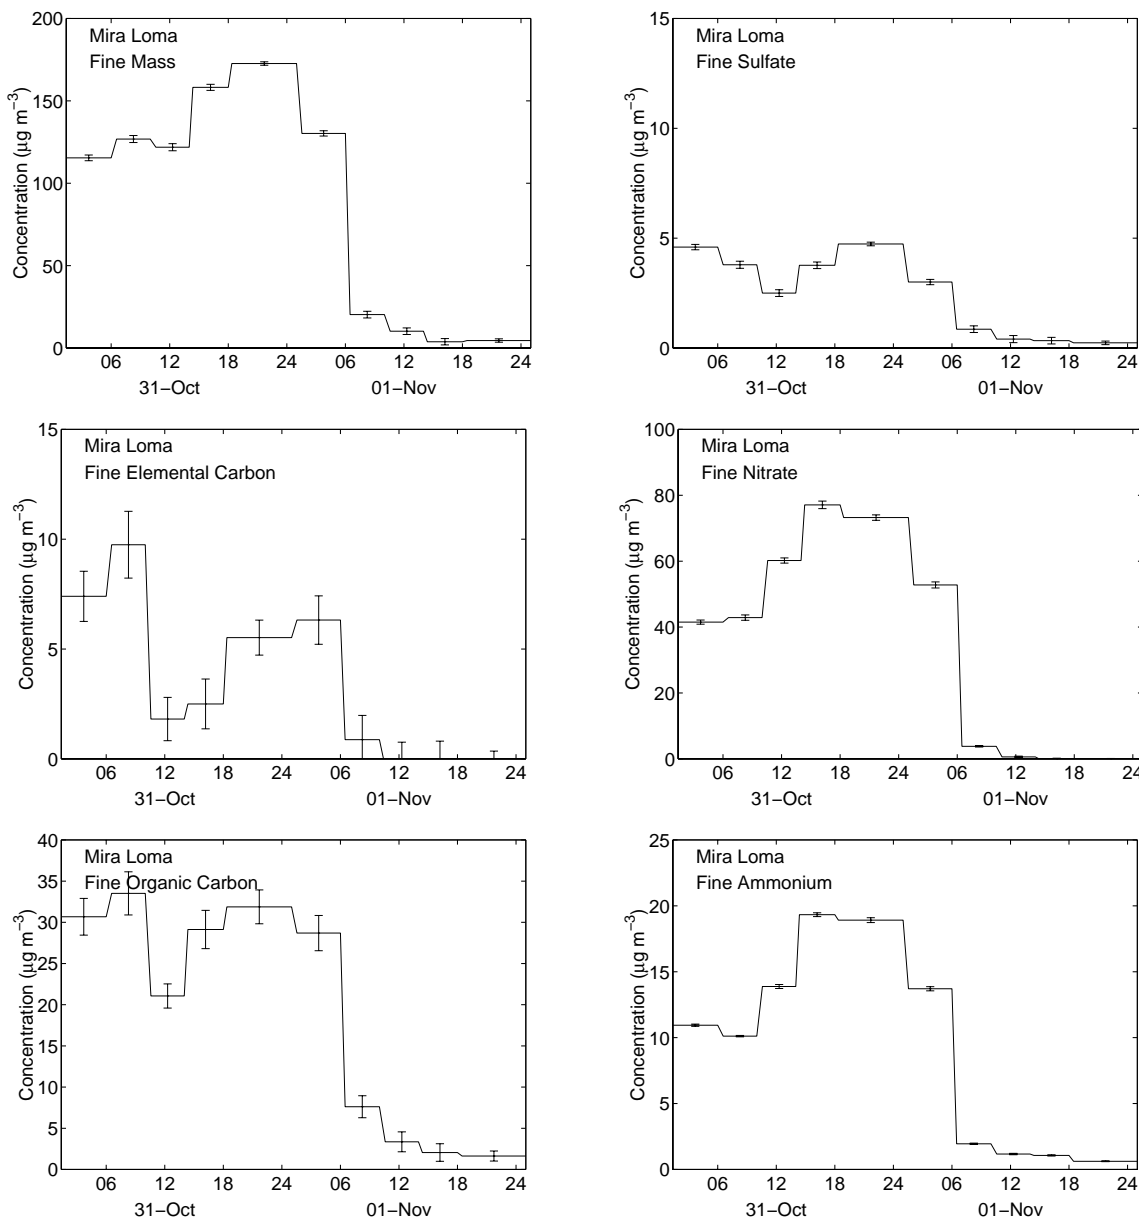 Mira Loma
Fine Mass
Concentration (µg m−3)
200
150
100
50
0
06 12 18 24 06 12 18 24
31−Oct 01−Nov
Mira Loma
Fine Sulfate
Concentration (µg m−3)
15
10
5
0
06 12 18 24 06 12 18 24
31−Oct 01−Nov
Mira Loma
Fine Elemental Carbon
Concentration (µg m−3)
15
10
5
0
06 12 18 24 06 12 18 24
31−Oct 01−Nov
Mira Loma
Fine Nitrate
Concentration (µg m−3)
100
80
60
40
20
0
06 12 18 24 06 12 18 24
31−Oct 01−Nov
Mira Loma
Fine Organic Carbon
Concentration (µg m−3)
40
35
30
25
20
15
10
5
0
06 12 18 24 06 12 18 24
31−Oct 01−Nov
Mira Loma
Fine Ammonium
Concentration (µg m−3)
25
20
15
10
5
0
06 12 18 24 06 12 18 24
31−Oct 01−Nov